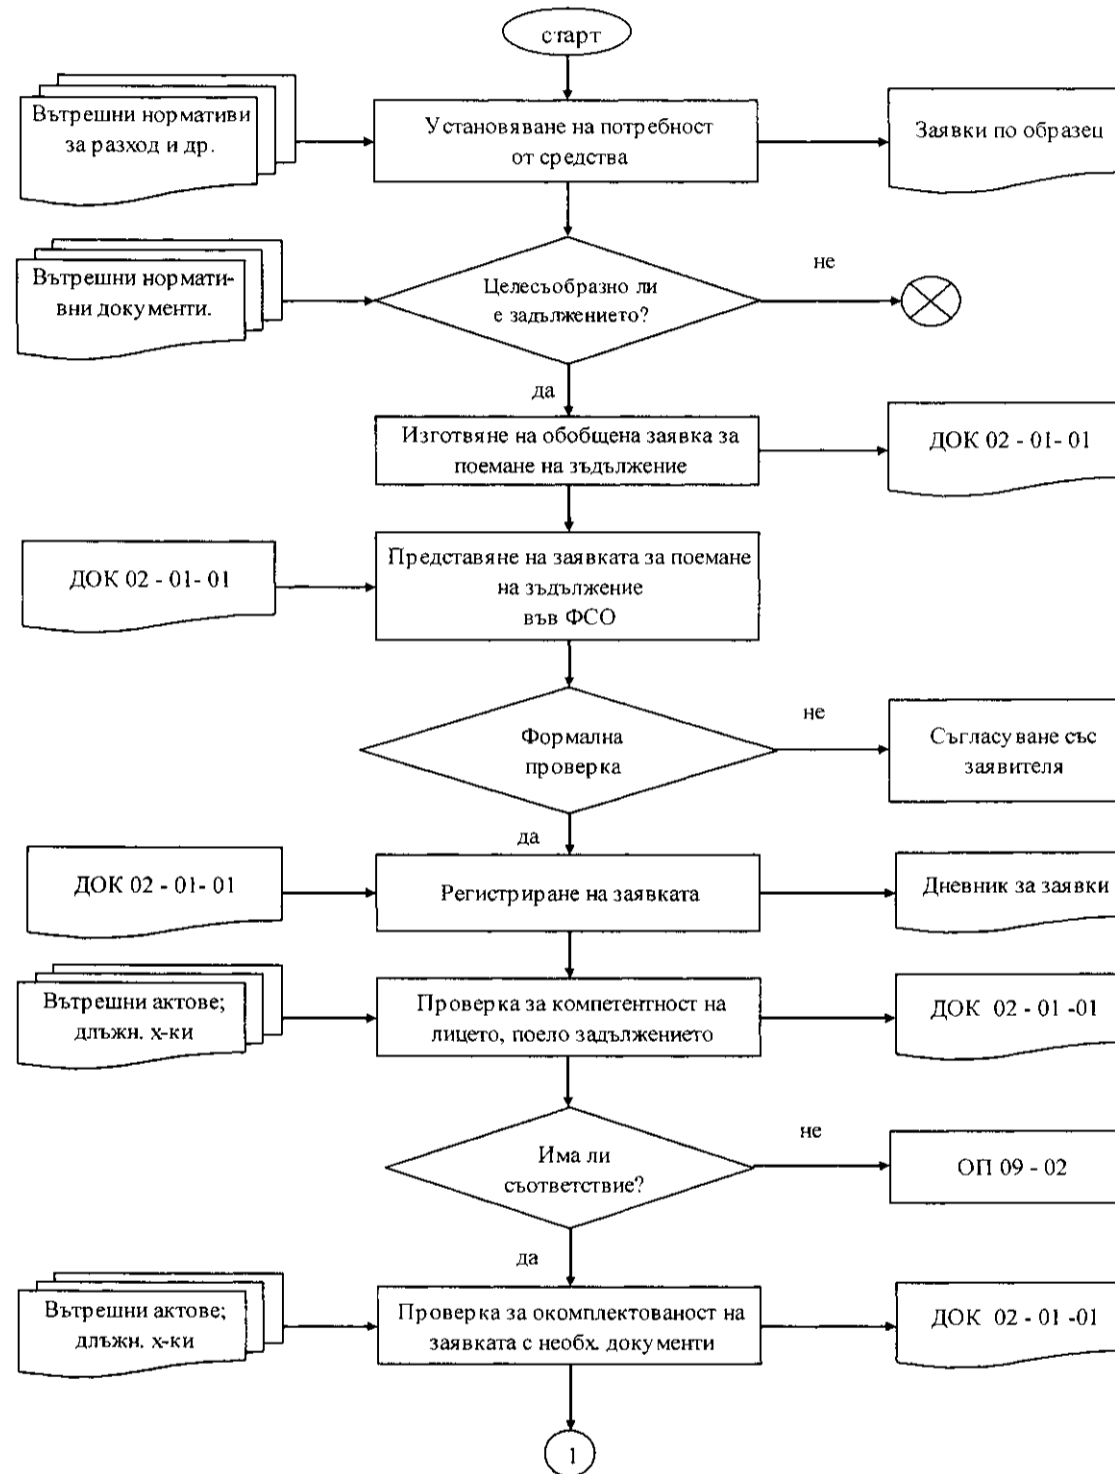 старт
Вътрешни нормативи
за разход и др.
Установяване на потребност
от средства
Заявки по образец
Вътрешни нормати-
вни документи.
Целесъобразно ли
е задължението?
не
да
Изготвяне на обобщена заявка за
поемане на зъдължение
ДОК 02 - 01- 01
ДОК 02 - 01- 01
Представяне на заявката за поемане
на зъдължение
във ФСО
Формална
проверка
не
Съгласуване със
заявителя
да
ДОК 02 - 01- 01
Регистриране на заявката
Дневник за заявки
Вътрешни актове;
длъжн. х-ки
Проверка за компетентност на
лицето, поело задължението
ДОК 02 - 01 -01
Има ли
съответствие?
не
ОП 09 - 02
да
Вътрешни актове;
длъжн. х-ки
Проверка за окомплектованост на
заявката с необх. документи
ДОК 02 - 01 -01
1